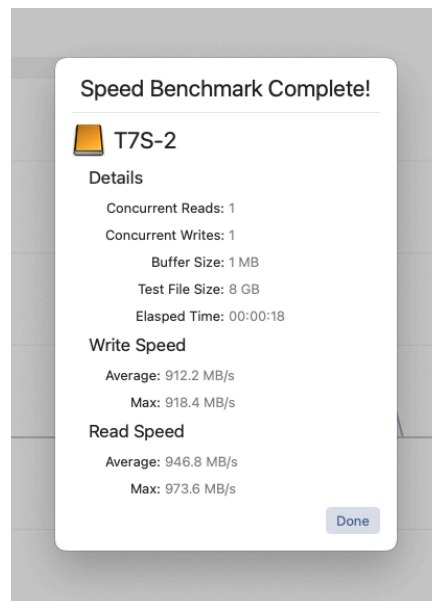 Speed Benchmark Complete!
T7S-2
Details
Concurrent Reads: 1
Concurrent Writes: 1
Buffer Size: 1 MB
Test File Size: 8 GB
Elasped Time: 00:00:18
Write Speed
Average: 912.2 MB/s
Max: 918.4 MB/s
Read Speed
Average: 946.8 MB/s
Max: 973.6 MB/s
Done